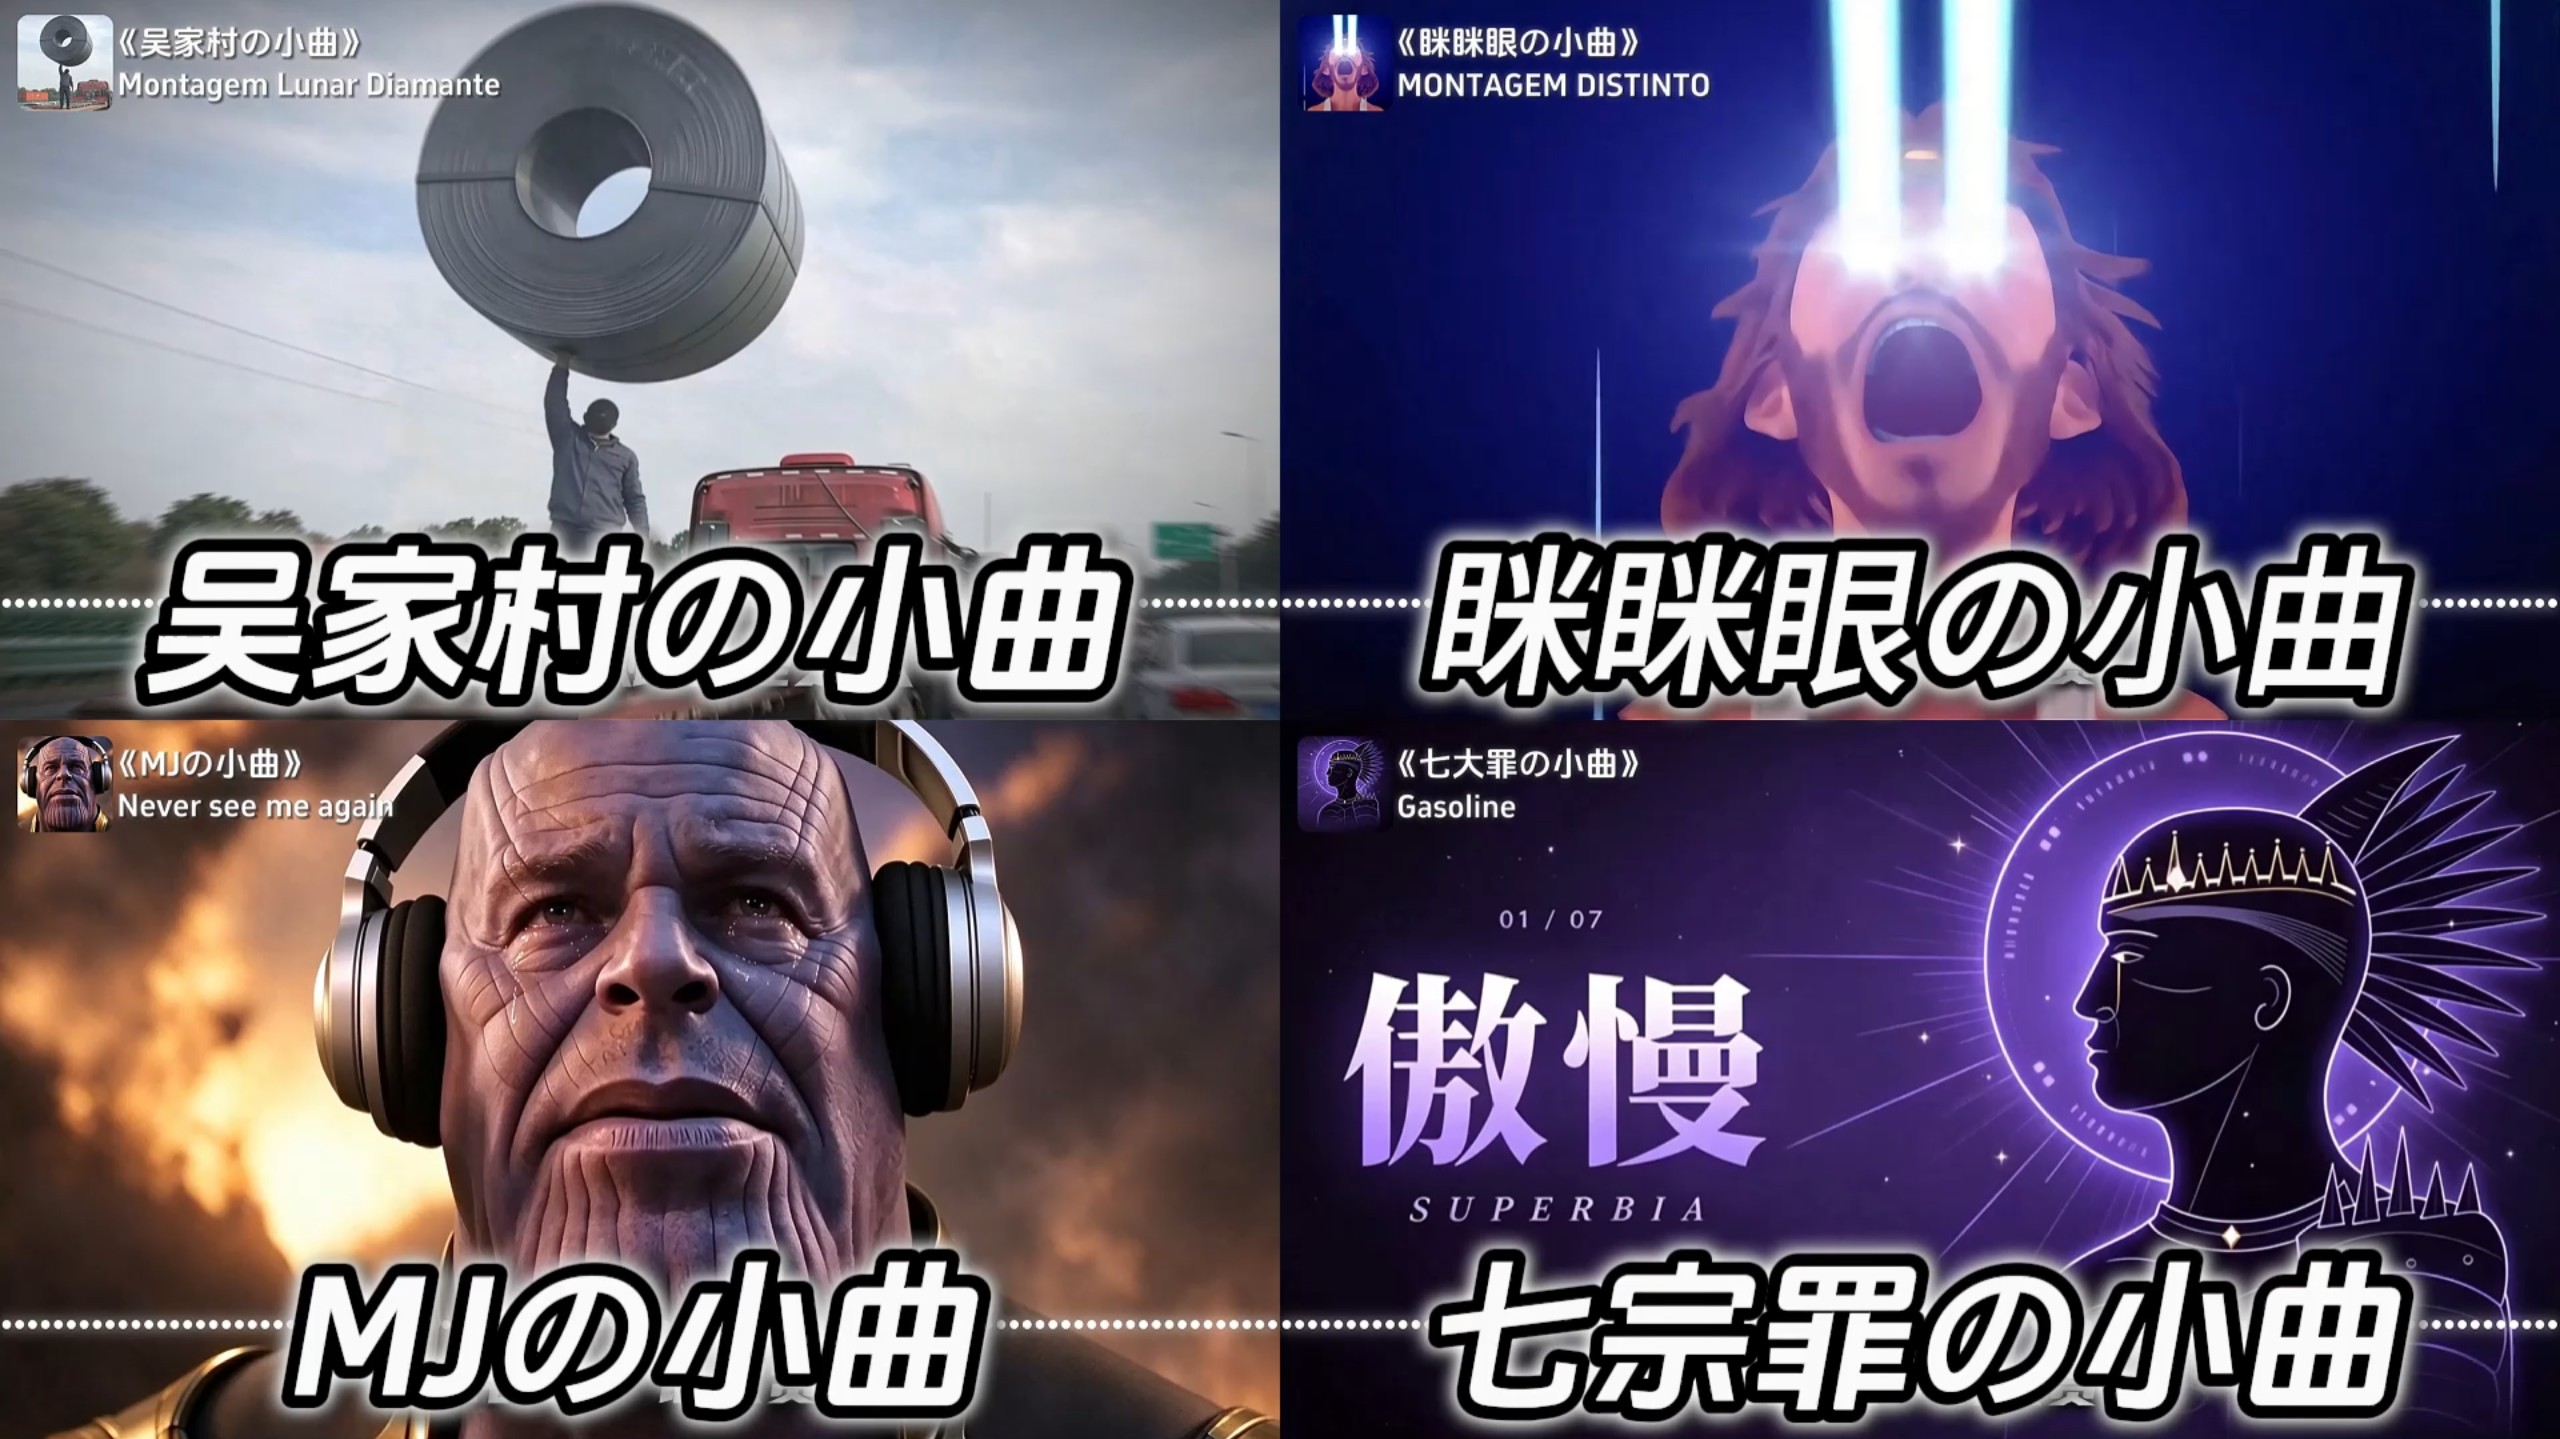 《吴家村の小曲》
Montagem Lunar Diamante
吴家村の小曲
《眯眯眼の小曲》
MONTAGEM DISTINTO
眯眯眼の小曲
《MJの小曲》
Never see me again
MJの小曲
《七大罪の小曲》
Gasoline
01 / 07
傲慢
SUPERBIA
七宗罪の小曲